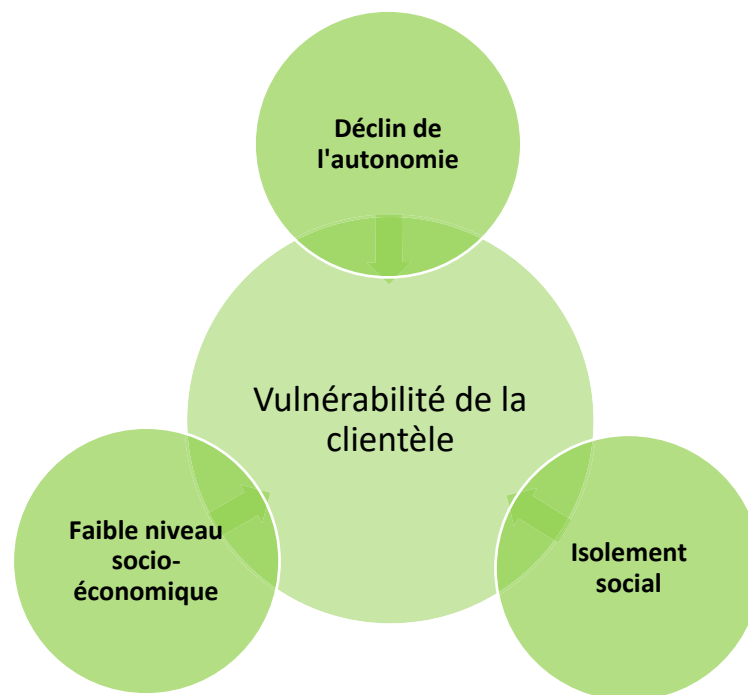 Déclin de
l'autonomie
Vulnérabilité de la
clientèle
Faible niveau
socio-
économique
Isolement
social